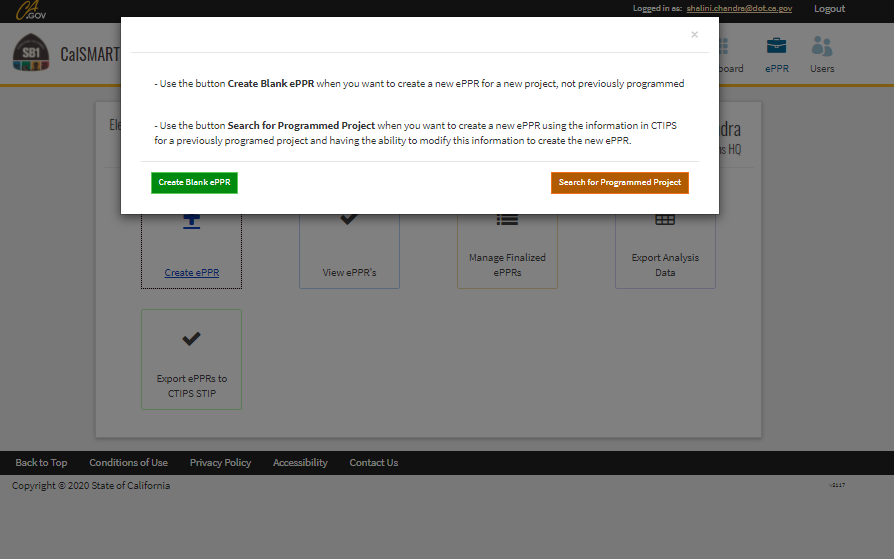 CA.GOV
Logged in as: shalini.chandra@dot.ca.gov Logout
×
SB1
CalSMART
board
ePPR
Users
- Use the button Create Blank ePPR when you want to create a new ePPR for a new project, not previously programmed
- Use the button Search for Programmed Project when you want to create a new ePPR using the information in CTIPS
for a previously programed project and having the ability to modify this information to create the new ePPR.
Ele
dra
ns HQ
Create Blank ePPR
Search for Programmed Project
Create ePPR
View ePPR's
Manage Finalized
ePPRs
Export Analysis
Data
Export ePPRs to
CTIPS STIP
Back to Top Conditions of Use Privacy Policy Accessibility Contact Us
Copyright © 2020 State of California